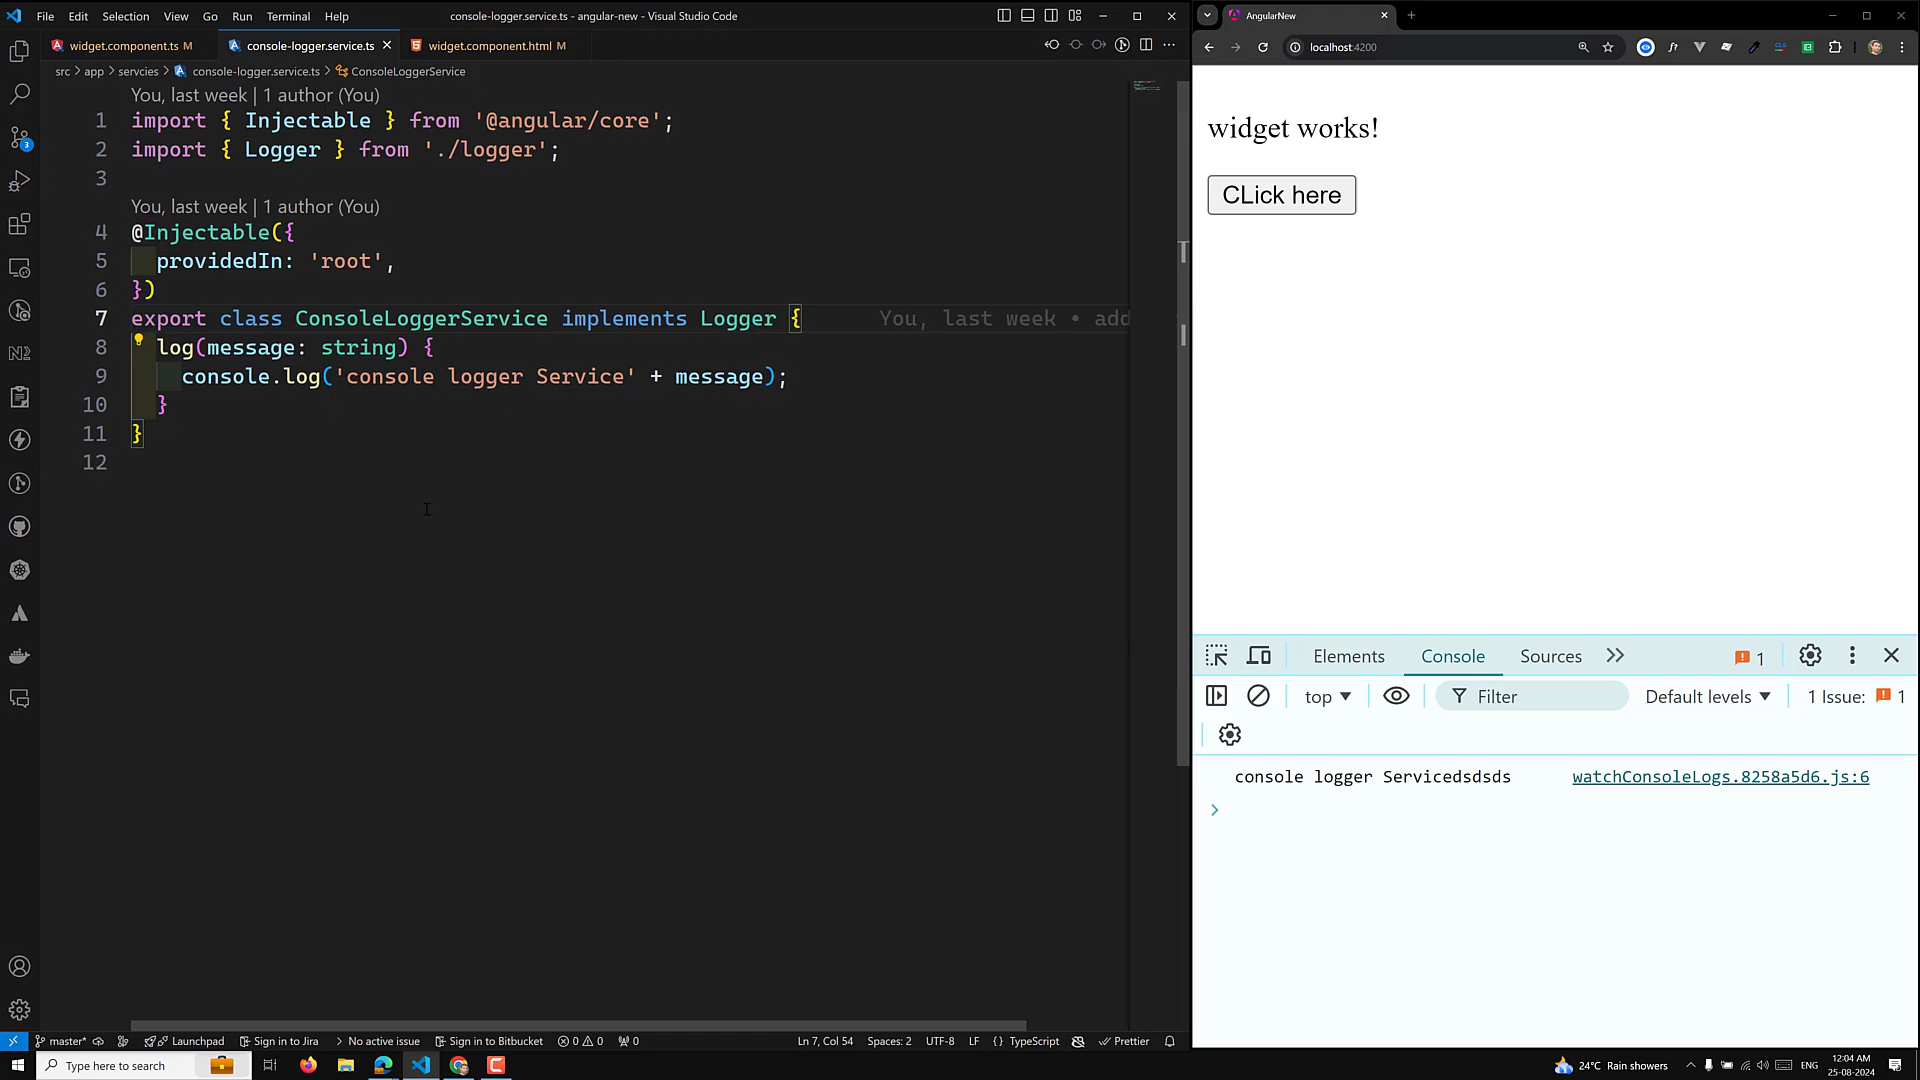 File Edit Selection View Go Run Terminal Help
console-logger.service.ts - angular-new - Visual Studio Code
widget.component.ts M
console-logger.service.ts
widget.component.html M
src > app > servcies > console-logger.service.ts > ConsoleLoggerService
You, last week | 1 author (You)
1 import { Injectable } from '@angular/core';
2 import { Logger } from './logger';
3
You, last week | 1 author (You)
4 @Injectable({
5 providedIn: 'root',
6 })
7 export class ConsoleLoggerService implements Logger { You, last week • add
8 log(message: string) {
9 console.log('console logger Service' + message);
10 }
11 }
12
3
N2
master*
Launchpad
Sign in to Jira
No active issue
Sign in to Bitbucket
0 0
0
Ln 7, Col 54
Spaces: 2
UTF-8
LF
{ } TypeScript
Prettier
AngularNew
localhost:4200
widget works!
CLick here
Elements Console Sources 1
top Filter Default levels 1 Issue: 1
console logger Servicedsdsds watchConsoleLogs.8258a5d6.js:6
Type here to search
24°C Rain showers
ENG
12:04 AM
25-08-2024